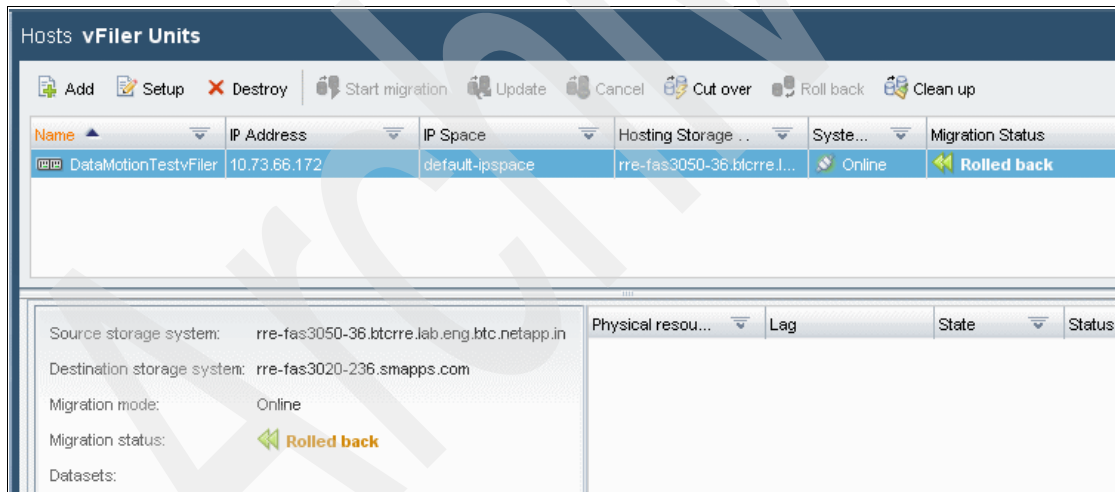 Hosts vFiler Units
Add Setup Destroy Start migration Update Cancel Cut over Roll back Clean up
Name IP Address IP Space Hosting Storage .. Syste... Migration Status
DataMotionTestvFiler 10.73.66.172 default-ipspace rre-fas3050-36.btcrre.l... Online Rolled back
Source storage system: rre-fas3050-36.btcrre.lab.eng.btc.netapp.in
Physical resou... Lag State Status
Destination storage system: rre-fas3020-236.smapps.com
Migration mode: Online
Migration status: Rolled back
Datasets: